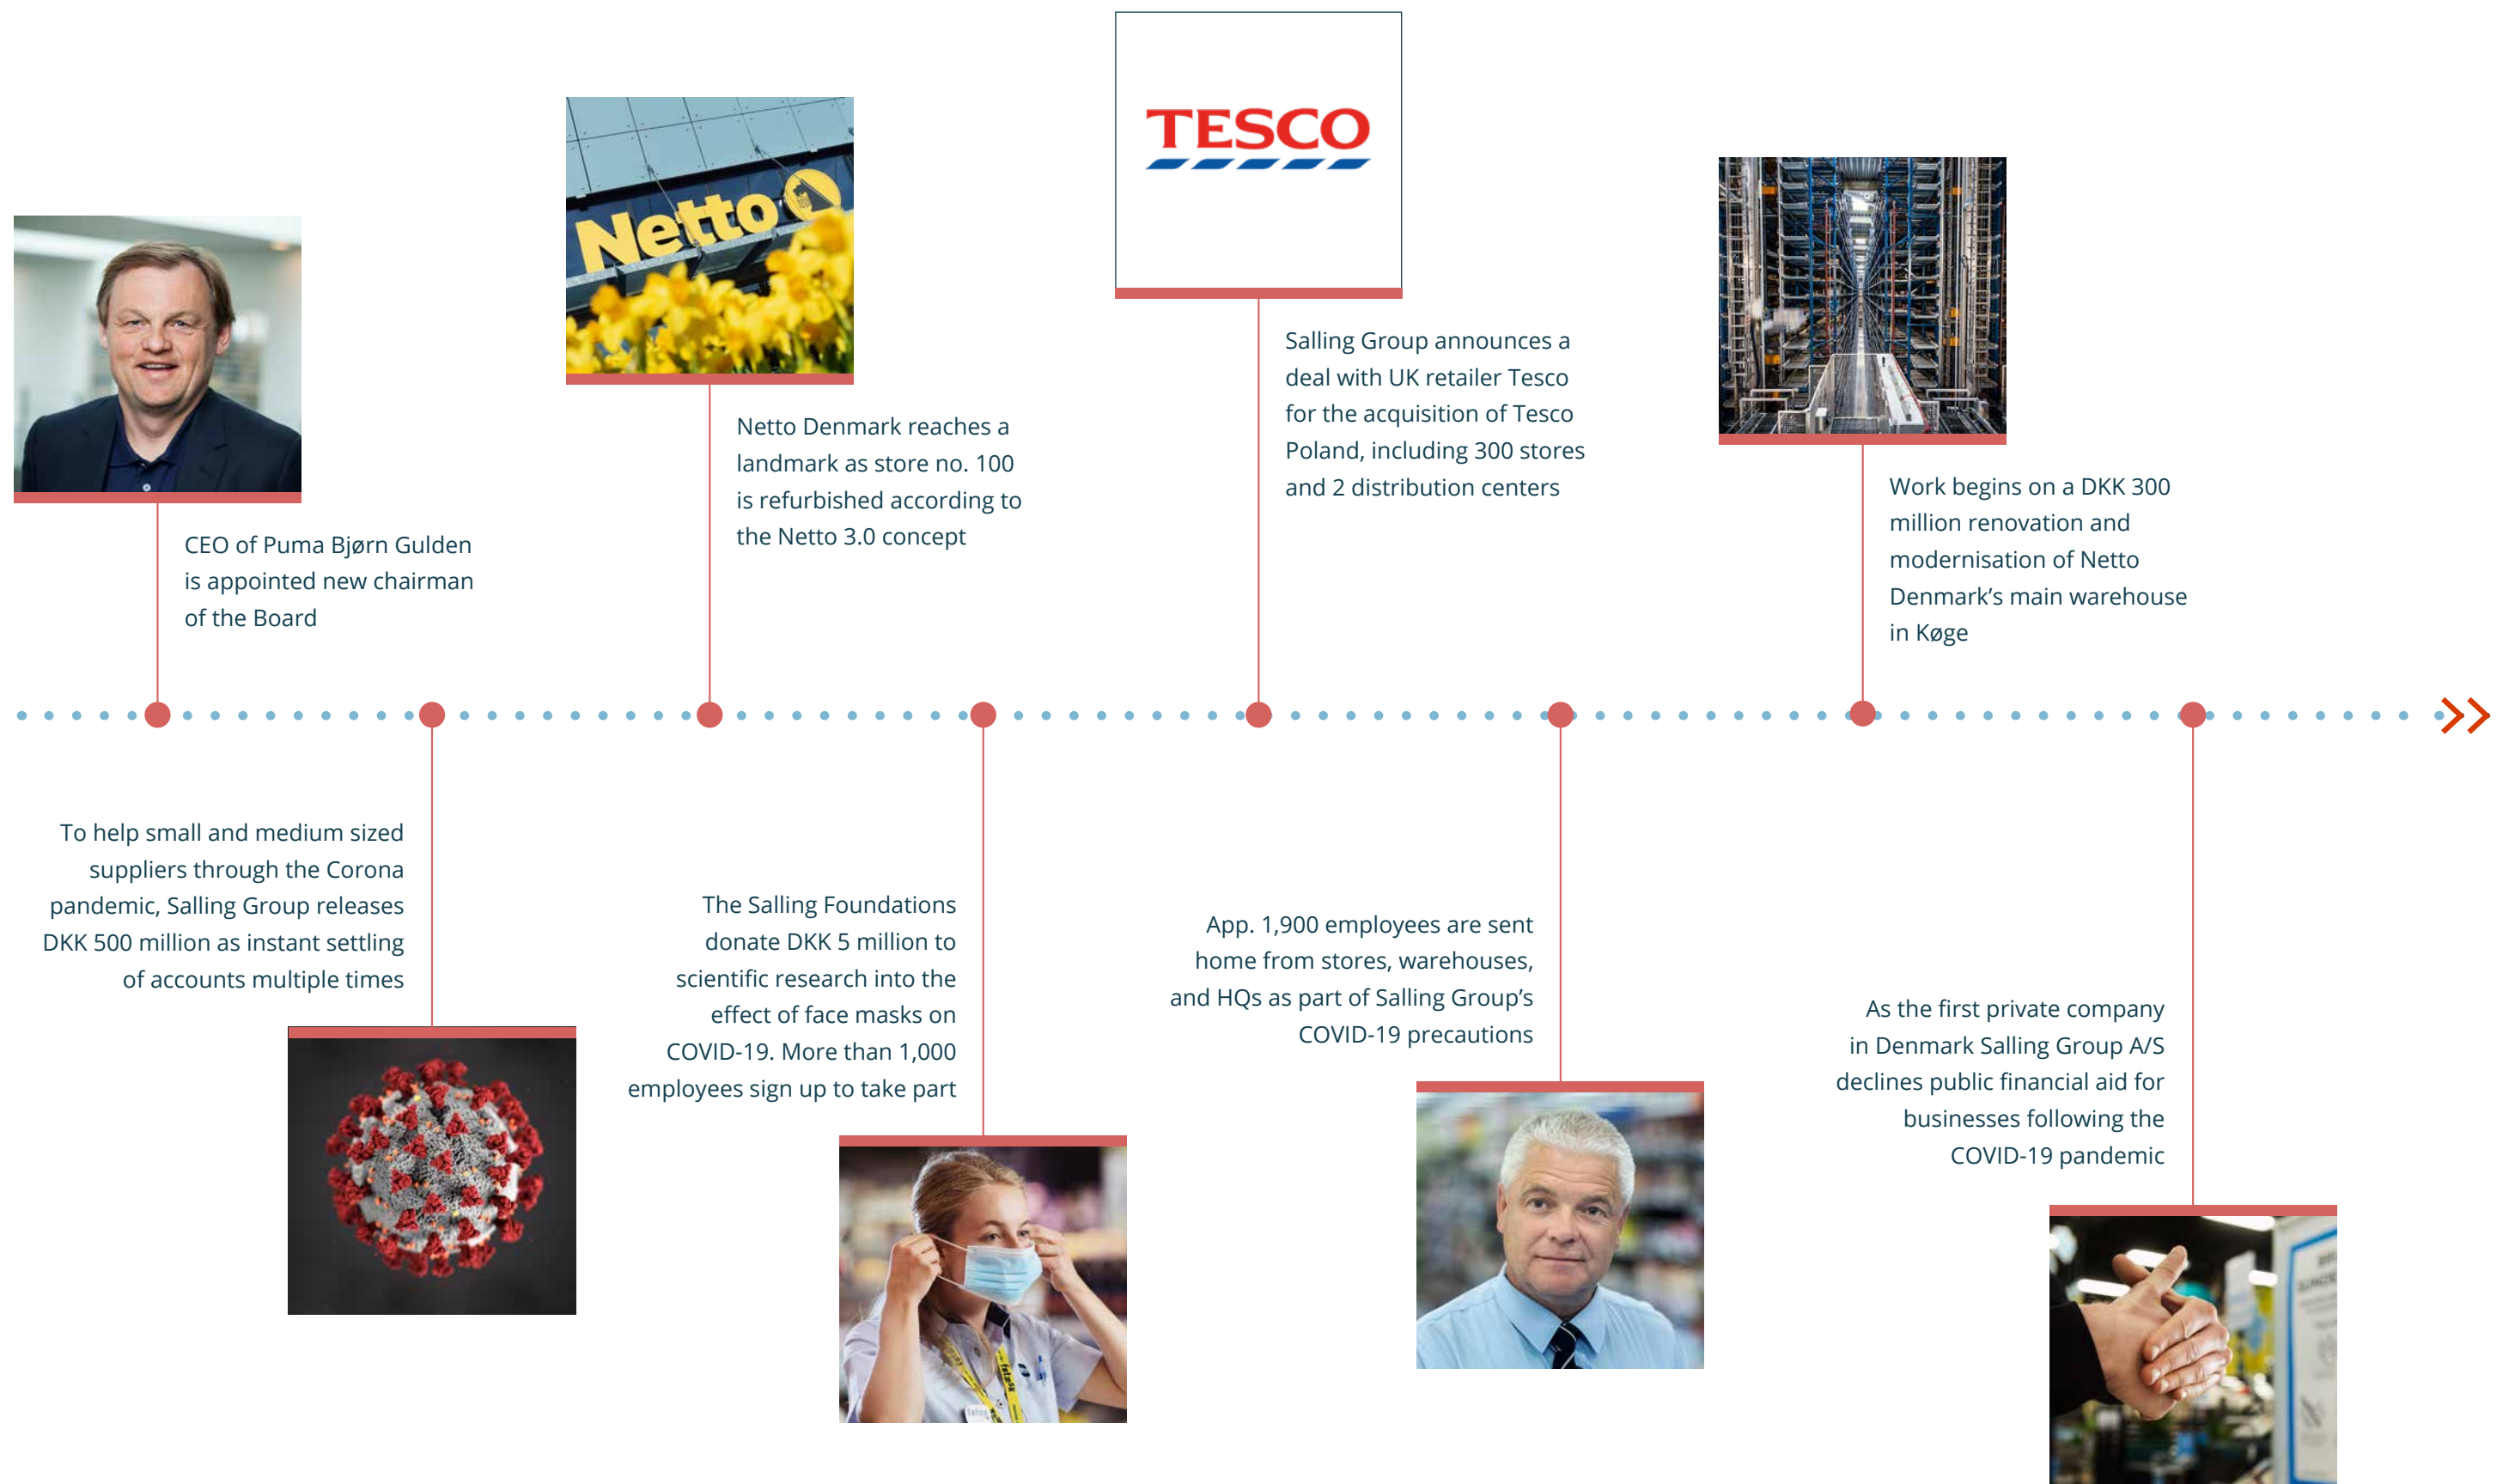 TESCO
Netto
Salling Group announces a
deal with UK retailer Tesco
for the acquisition of Tesco
Poland, including 300 stores
and 2 distribution centers
Netto Denmark reaches a
landmark as store no. 100
is refurbished according to
the Netto 3.0 concept
Work begins on a DKK 300
million renovation and
modernisation of Netto
Denmark’s main warehouse
in Køge
CEO of Puma Bjørn Gulden
is appointed new chairman
of the Board
To help small and medium sized
suppliers through the Corona
pandemic, Salling Group releases
DKK 500 million as instant settling
of accounts multiple times
The Salling Foundations
donate DKK 5 million to
scientific research into the
effect of face masks on
COVID-19. More than 1,000
employees sign up to take part
App. 1,900 employees are sent
home from stores, warehouses,
and HQs as part of Salling Group’s
COVID-19 precautions
As the first private company
in Denmark Salling Group A/S
declines public financial aid for
businesses following the
COVID-19 pandemic